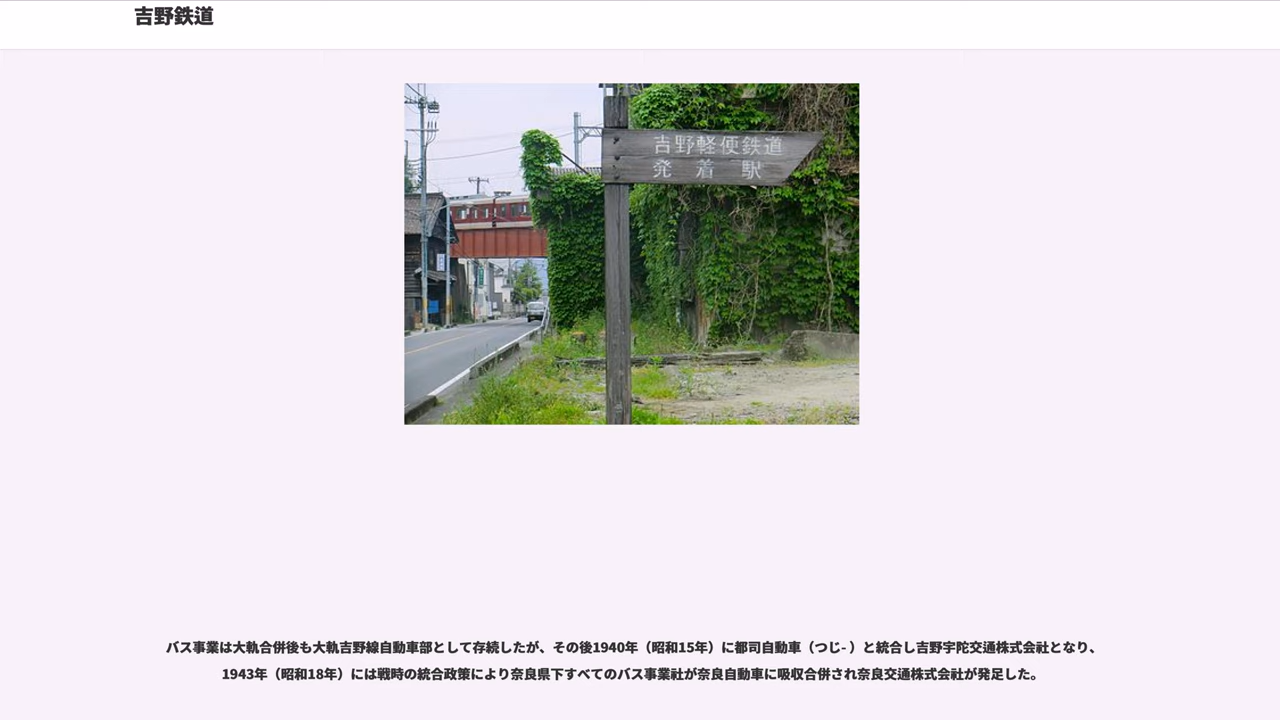 吉野鉄道
吉野軽便鉄道
発着駅
バス事業は大軌合併後も大軌吉野線自動車部として存続したが、その後1940年（昭和15年）に都司自動車（つじ- ）と統合し吉野宇陀交通株式会社となり、
1943年（昭和18年）には戦時の統合政策により奈良県下すべてのバス事業社が奈良自動車に吸収合併され奈良交通株式会社が発足した。